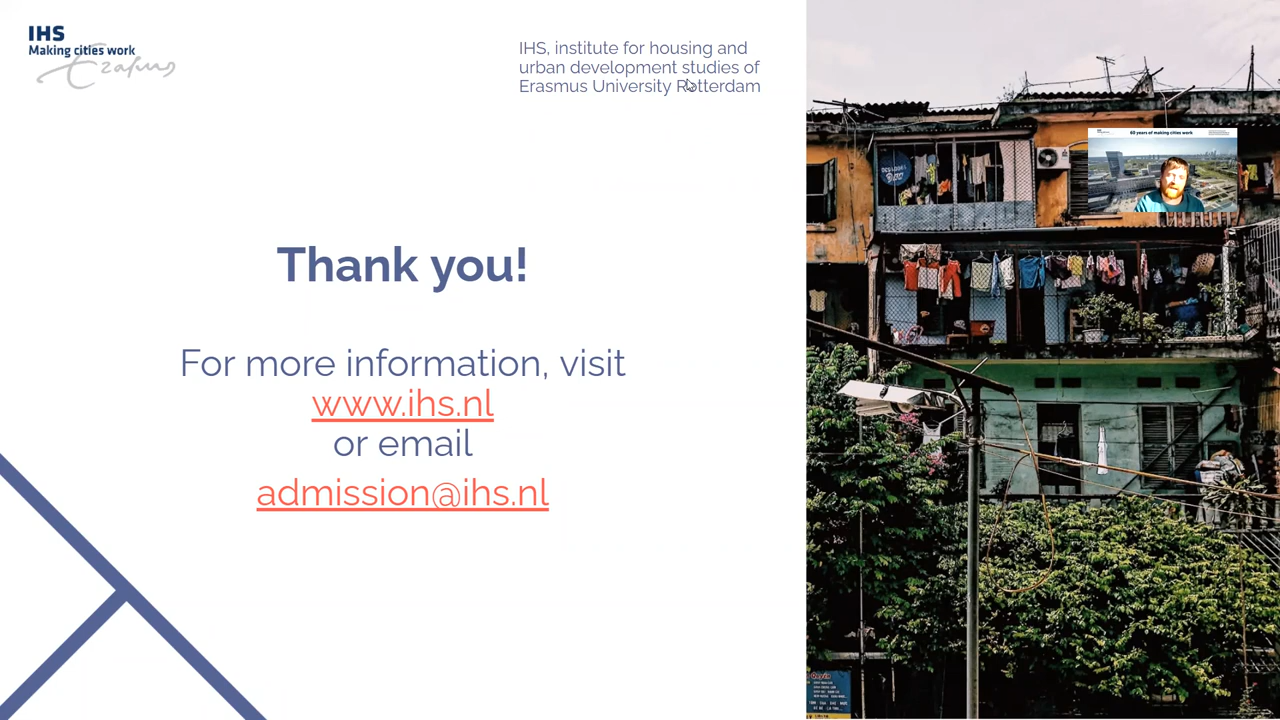 IHS
Making cities work
Erasmus
IHS, institute for housing and
urban development studies of
Erasmus University Rotterdam
60 years of making cities work
Thank you!
For more information, visit
www.ihs.nl
or email
admission@ihs.nl